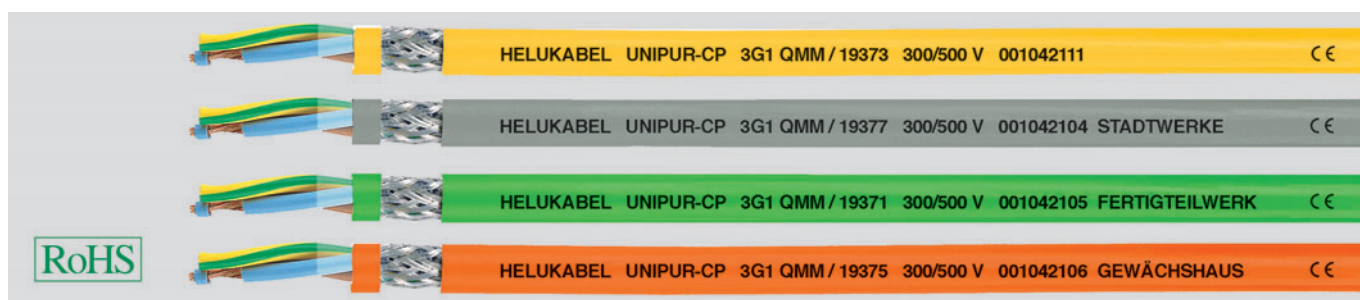 HELUKABEL UNIPUR-CP 3G1 QMM / 19373 300/500 V 001042111 CE
HELUKABEL UNIPUR-CP 3G1 QMM / 19377 300/500 V 001042104 STADTWERKE CE
HELUKABEL UNIPUR-CP 3G1 QMM / 19371 300/500 V 001042105 FERTIGTEILWERK CE
HELUKABEL UNIPUR-CP 3G1 QMM / 19375 300/500 V 001042106 GEWÄCHSHAUS CE
RoHS